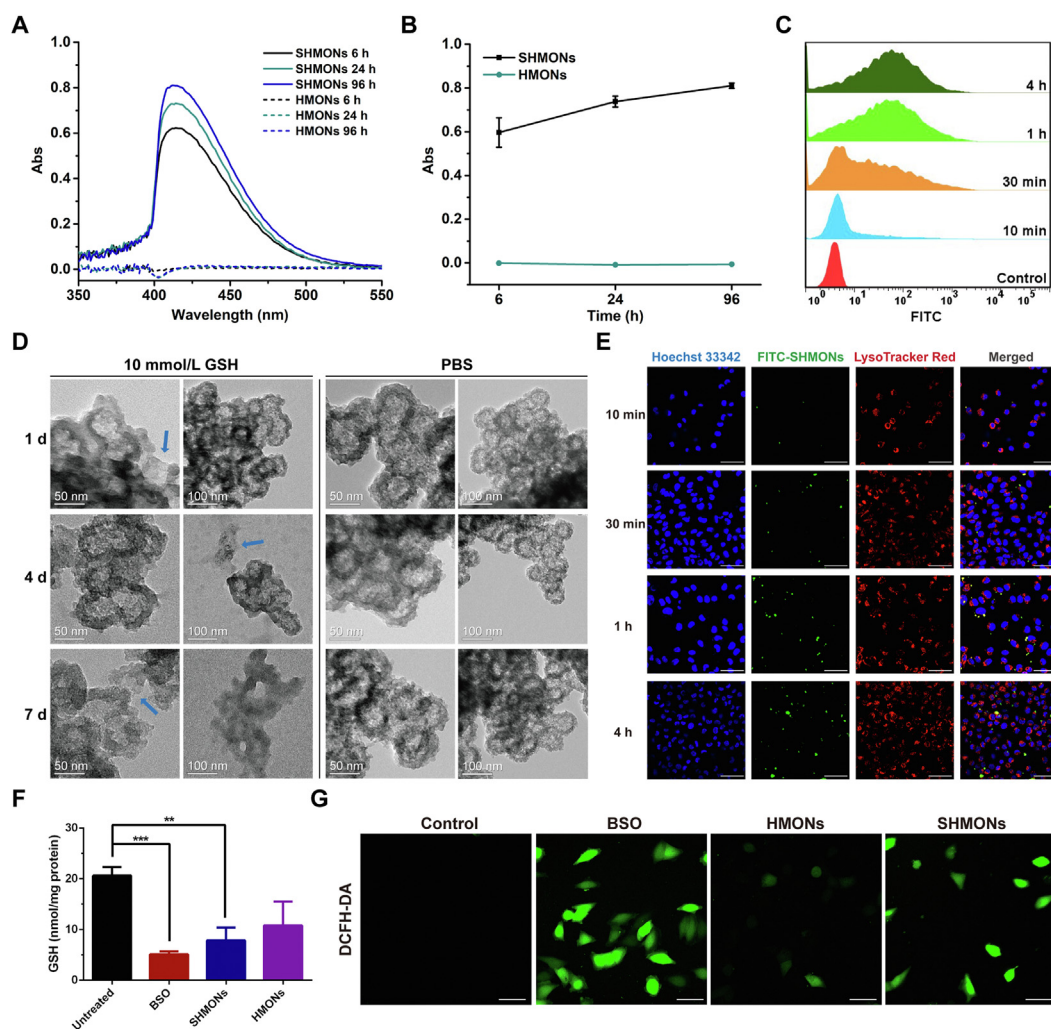 A
1.0
0.8
0.6
0.4
0.2
0.0
Abs
350 400 450 500 550
Wavelength (nm)
SHMONs 6 h
SHMONs 24 h
SHMONs 96 h
HMONs 6 h
HMONs 24 h
HMONs 96 h
B
1.0
0.8
0.6
0.4
0.2
0.0
Abs
6 24 96
Time (h)
SHMONs
HMONs
C
4 h
1 h
30 min
10 min
Control
10⁰ 10¹ 10² 10³ 10⁴
FITC
D
10 mmol/L GSH PBS
1 d
50 nm 100 nm 50 nm 100 nm
4 d
50 nm 100 nm 50 nm 100 nm
7 d
50 nm 100 nm 50 nm 100 nm
E
Hoechst 33342 FITC-SHMONs LysoTracker Red Merged
10 min
30 min
1 h
4 h
F
30
20
10
0
GSH (nmol/mg protein)
**
***
Untreated BSO SHMONs HMONs
G
Control BSO HMONs SHMONs
DCFH-DA